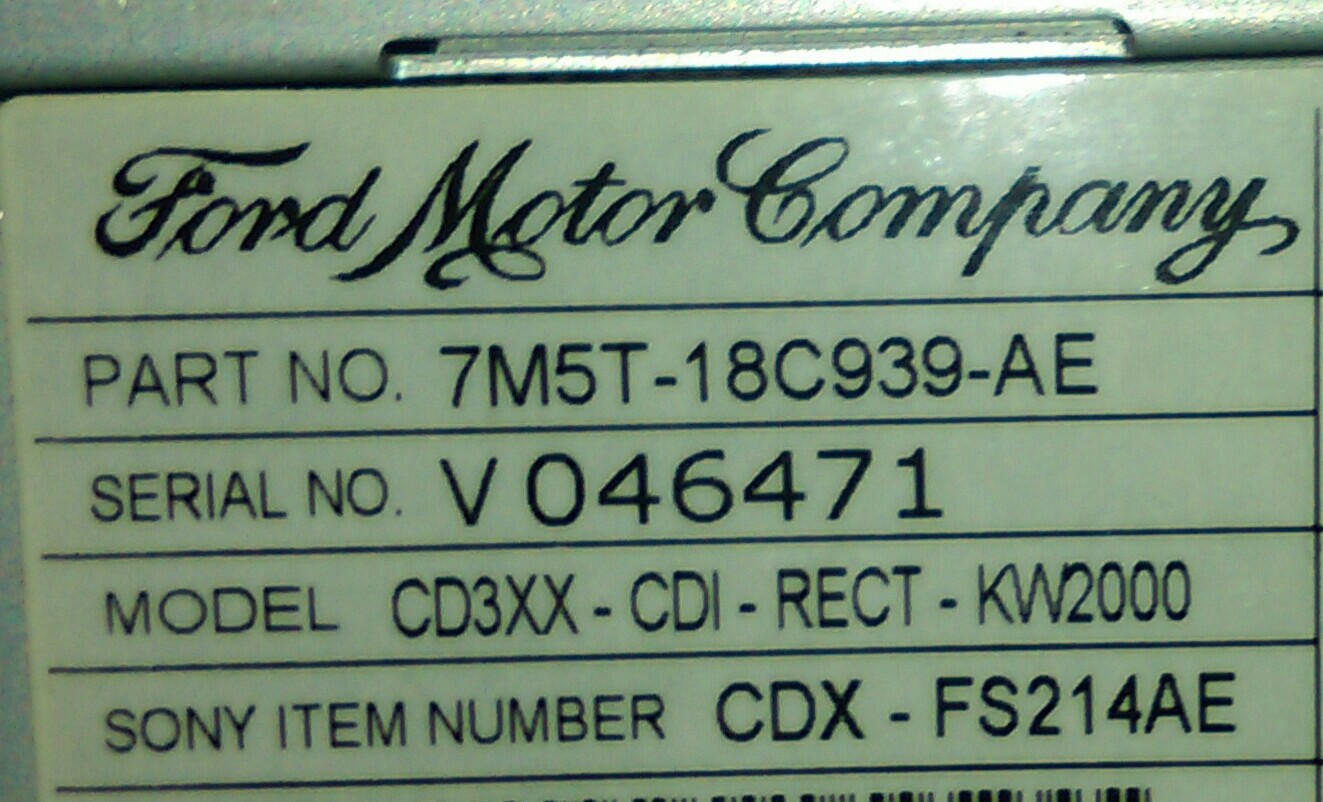 Ford Motor Company
PART NO. 7M5T-18C939-AE
SERIAL NO. V046471
MODEL CD3XX - CDI - RECT - KW2000
SONY ITEM NUMBER CDX - FS214AE